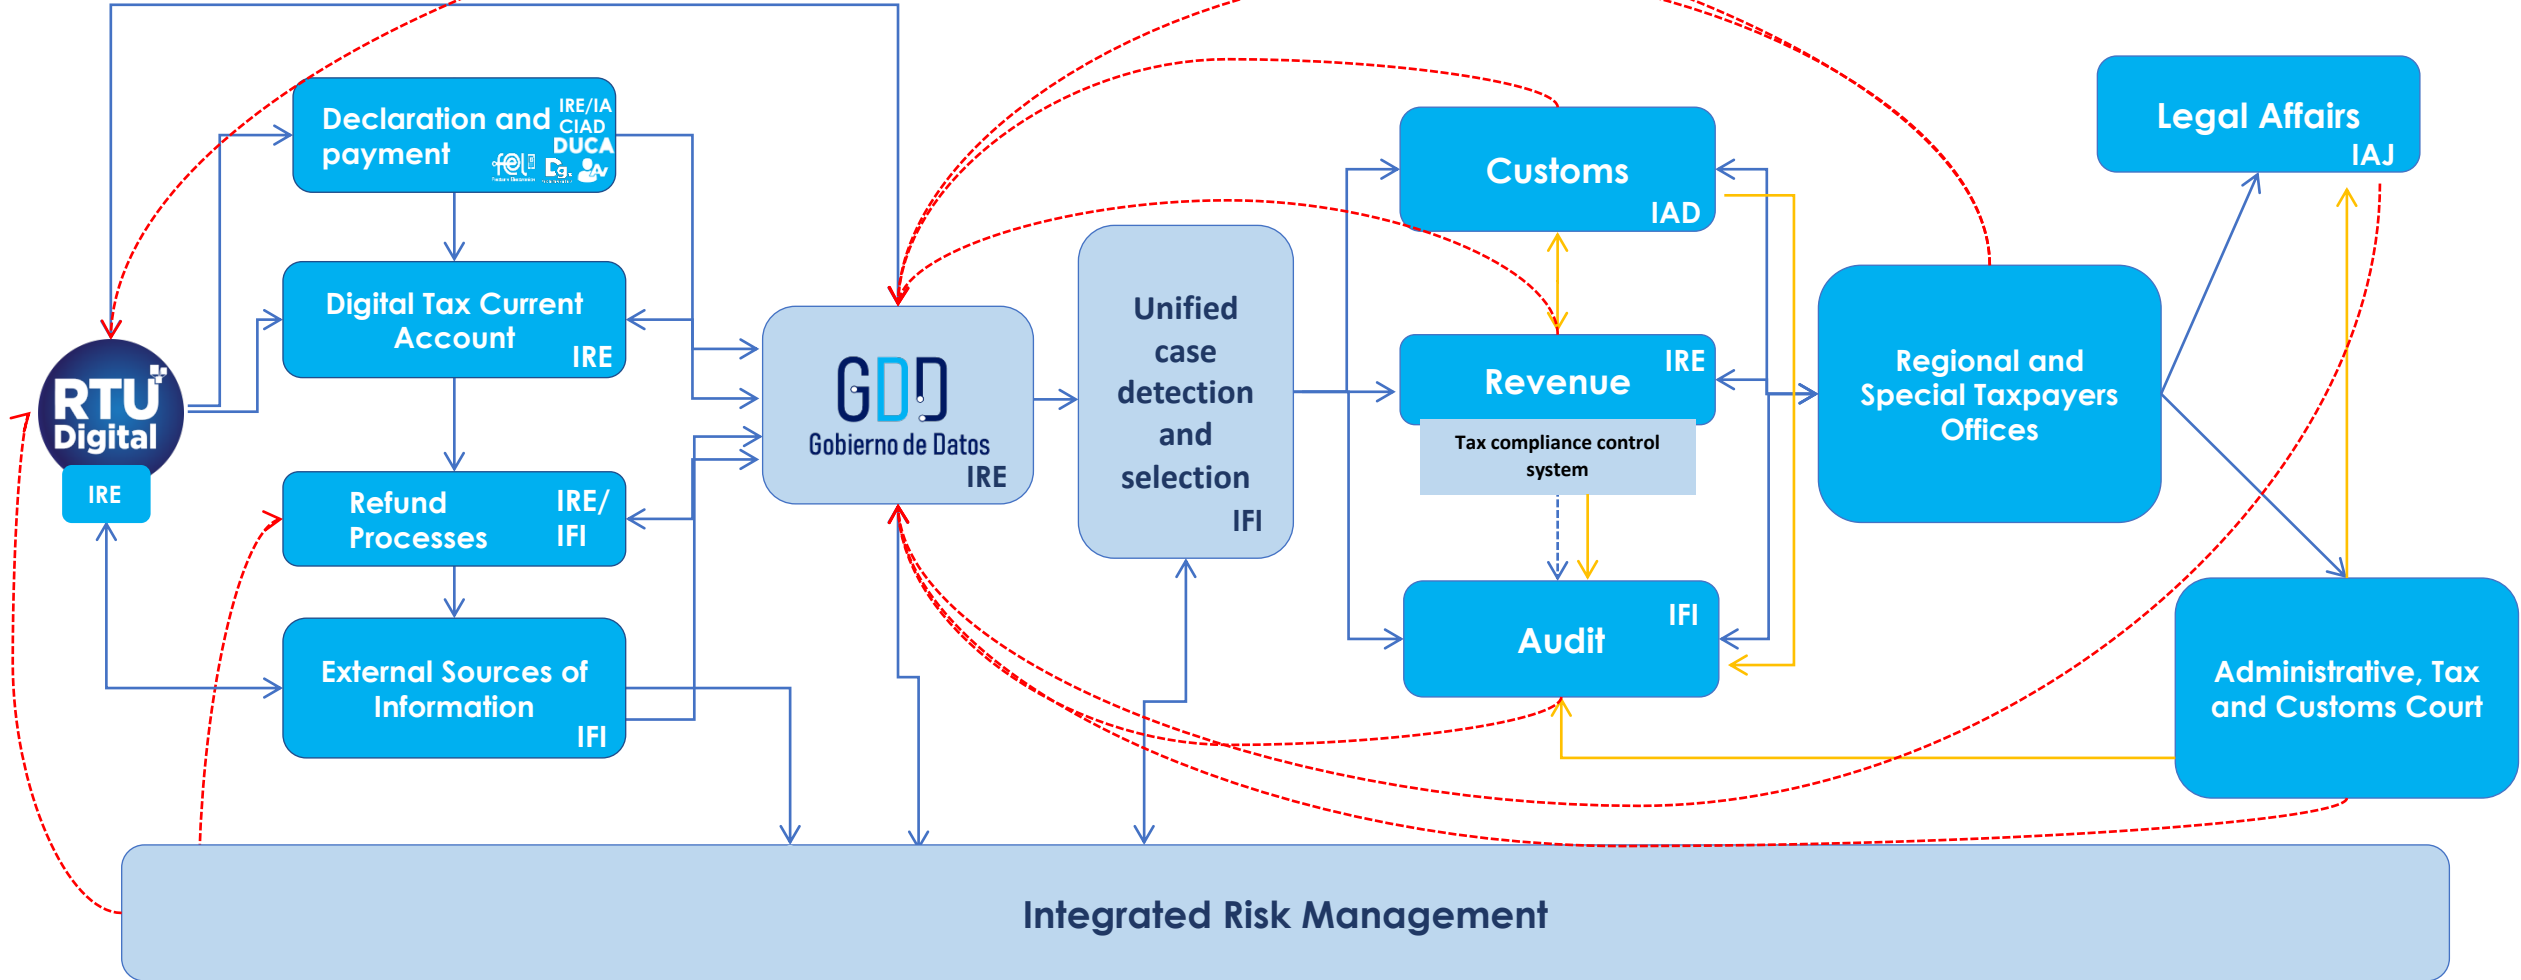 RTU
Digital
IRE
Declaration and
payment
IRE/IA
CIAD
DUCA
fel
Dg.
AV
Digital Tax Current
Account
IRE
Refund
Processes
IRE/
IFI
External Sources of
Information
IFI
GDD
Gobierno de Datos
IRE
Unified
case
detection
and
selection
IFI
Customs
IAD
Revenue
IRE
Tax compliance control
system
Audit
IFI
Regional and
Special Taxpayers
Offices
Legal Affairs
IAJ
Administrative, Tax
and Customs Court
Integrated Risk Management